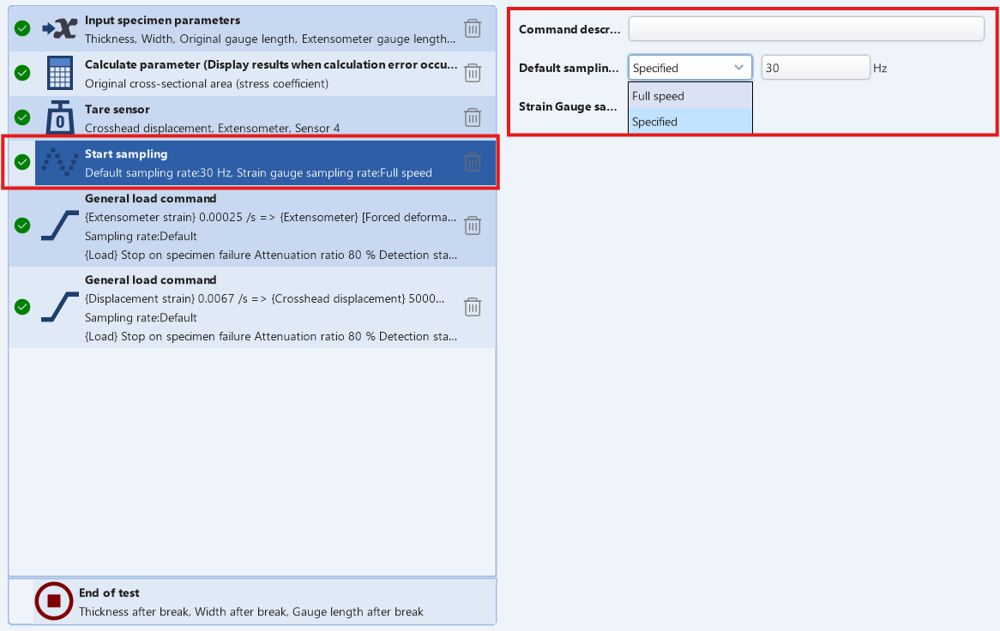 Input specimen parameters
Thickness, Width, Original gauge length, Extensometer gauge length...
Calculate parameter (Display results when calculation error occu...
Original cross-sectional area (stress coefficient)
Tare sensor
Crosshead displacement, Extensometer, Sensor 4
Start sampling
Default sampling rate:30 Hz, Strain gauge sampling rate:Full speed
General load command
{Extensometer strain} 0.00025 /s => {Extensometer} [Forced deforma...
Sampling rate:Default
{Load} Stop on specimen failure Attenuation ratio 80 % Detection sta...
General load command
{Displacement strain} 0.0067 /s => {Crosshead displacement} 5000...
Sampling rate:Default
{Load} Stop on specimen failure Attenuation ratio 80 % Detection sta...
End of test
Thickness after break, Width after break, Gauge length after break
Command descr...
Default samplin... Specified 30 Hz
Full speed
Strain Gauge sa...
Specified